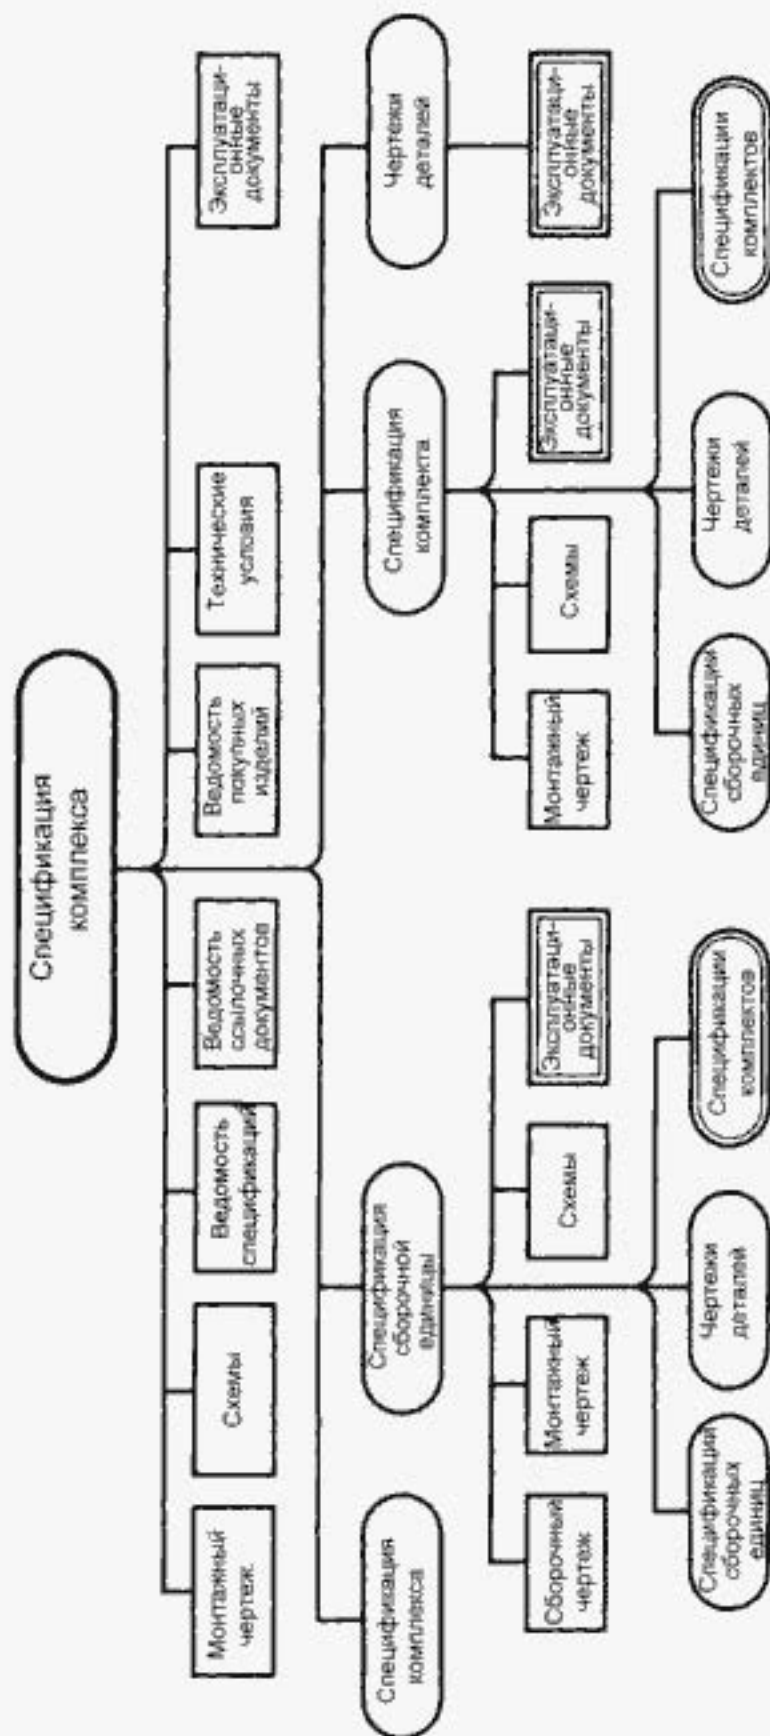 Спецификация
комплекса
Монтажный
чертеж.
Схемы
Ведомость
спецификаций
Ведомость
ссылочных
документов
Ведомость
покупных
изделий
Технические
условия
Эксплуатаци-
онные
документы
Спецификация
комплекса
Спецификация
сборочной
единицы
Спецификация
комплекта
Чертежи
деталей
Сборочный
чертеж
Монтажный
чертеж
Схемы
Эксплуатаци-
онные
документы
Монтажный
чертеж
Схемы
Эксплуатаци-
онные
документы
Эксплуатаци-
онные
документы
Спецификации
сборочных
единиц
Чертежи
деталей
Спецификации
комплектов
Спецификации
сборочных
единиц
Чертежи
деталей
Спецификации
комплектов